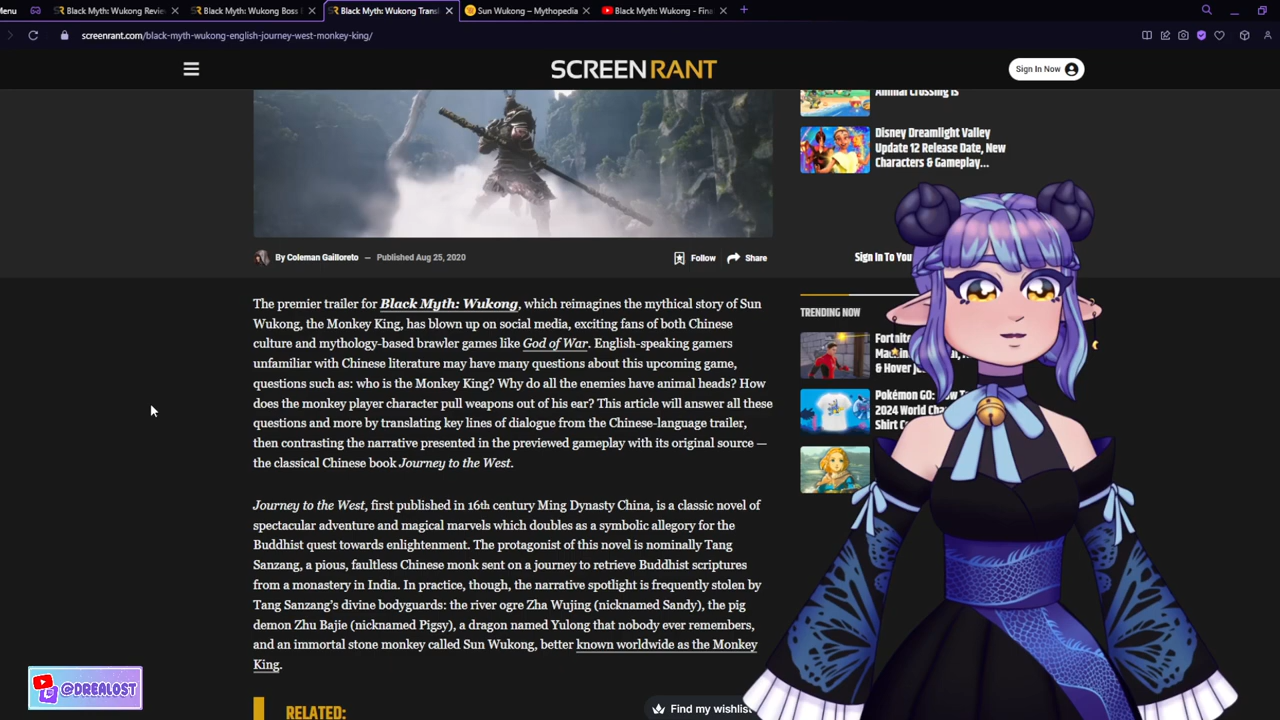 Menu
Black Myth: Wukong Revie
Black Myth: Wukong Boss
Black Myth: Wukong Transl
Sun Wukong – Mythopedia
Black Myth: Wukong - Fina
screenrant.com/black-myth-wukong-english-journey-west-monkey-king/
SCREENRANT
Sign In Now
Animal Crossing is
Disney Dreamlight Valley
Update 12 Release Date, New
Characters & Gameplay...
By Coleman Gailloreto — Published Aug 25, 2020
Follow
Share
Sign In To You
The premier trailer for Black Myth: Wukong, which reimagines the mythical story of Sun
Wukong, the Monkey King, has blown up on social media, exciting fans of both Chinese
culture and mythology-based brawler games like God of War. English-speaking gamers
unfamiliar with Chinese literature may have many questions about this upcoming game,
questions such as: who is the Monkey King? Why do all the enemies have animal heads? How
does the monkey player character pull weapons out of his ear? This article will answer all these
questions and more by translating key lines of dialogue from the Chinese-language trailer,
then contrasting the narrative presented in the previewed gameplay with its original source —
the classical Chinese book Journey to the West.
TRENDING NOW
Fortnite
& Hover
Pokémon GO:
2024 World Cha
Shirt C
Journey to the West, first published in 16th century Ming Dynasty China, is a classic novel of
spectacular adventure and magical marvels which doubles as a symbolic allegory for the
Buddhist quest towards enlightenment. The protagonist of this novel is nominally Tang
Sanzang, a pious, faultless Chinese monk sent on a journey to retrieve Buddhist scriptures
from a monastery in India. In practice, though, the narrative spotlight is frequently stolen by
Tang Sanzang's divine bodyguards: the river ogre Zha Wujing (nicknamed Sandy), the pig
demon Zhu Bajie (nicknamed Pigsy), a dragon named Yulong that nobody ever remembers,
and an immortal stone monkey called Sun Wukong, better known worldwide as the Monkey
King.
RELATED:
Find my wishlist
@DREALOST